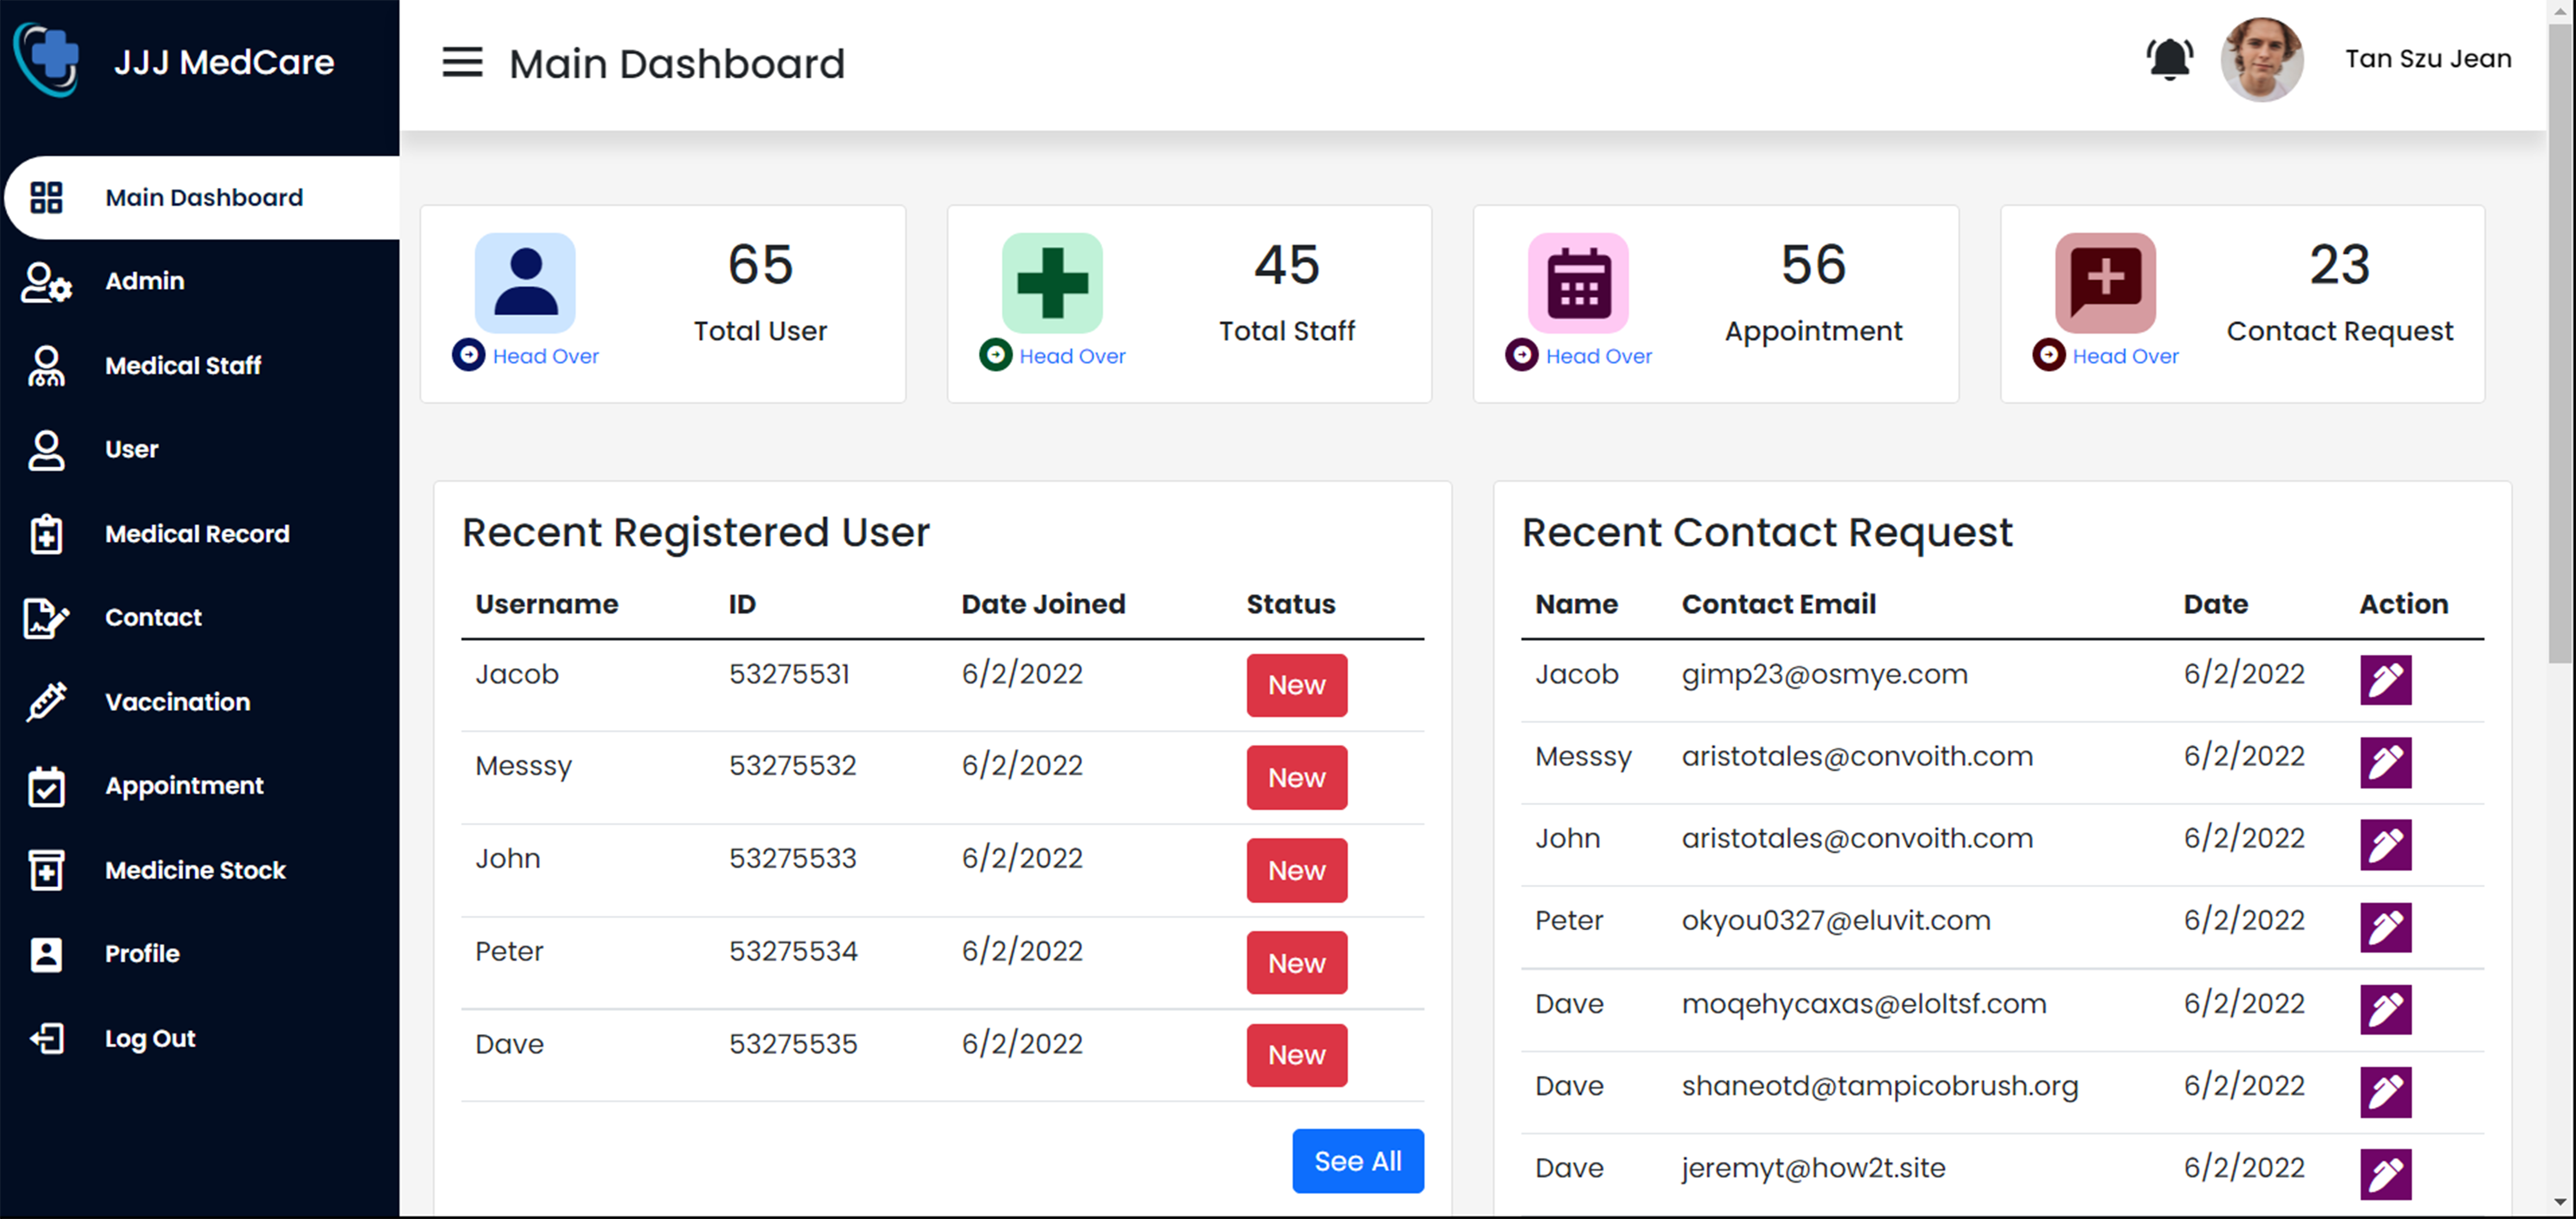 JJJ MedCare
Main Dashboard
Admin
Medical Staff
User
Medical Record
Contact
Vaccination
Appointment
Medicine Stock
Profile
Log Out
Main Dashboard
Tan Szu Jean
65
Total User
Head Over
45
Total Staff
Head Over
56
Appointment
Head Over
23
Contact Request
Head Over
Recent Registered User
Username ID Date Joined Status
Jacob 53275531 6/2/2022 New
Messsy 53275532 6/2/2022 New
John 53275533 6/2/2022 New
Peter 53275534 6/2/2022 New
Dave 53275535 6/2/2022 New
See All
Recent Contact Request
Name Contact Email Date Action
Jacob gimp23@osmye.com 6/2/2022
Messsy aristotales@convoith.com 6/2/2022
John aristotales@convoith.com 6/2/2022
Peter okyou0327@eluvit.com 6/2/2022
Dave moqehycaxas@eloltsf.com 6/2/2022
Dave shaneotd@tampicobrush.org 6/2/2022
Dave jeremyt@how2t.site 6/2/2022